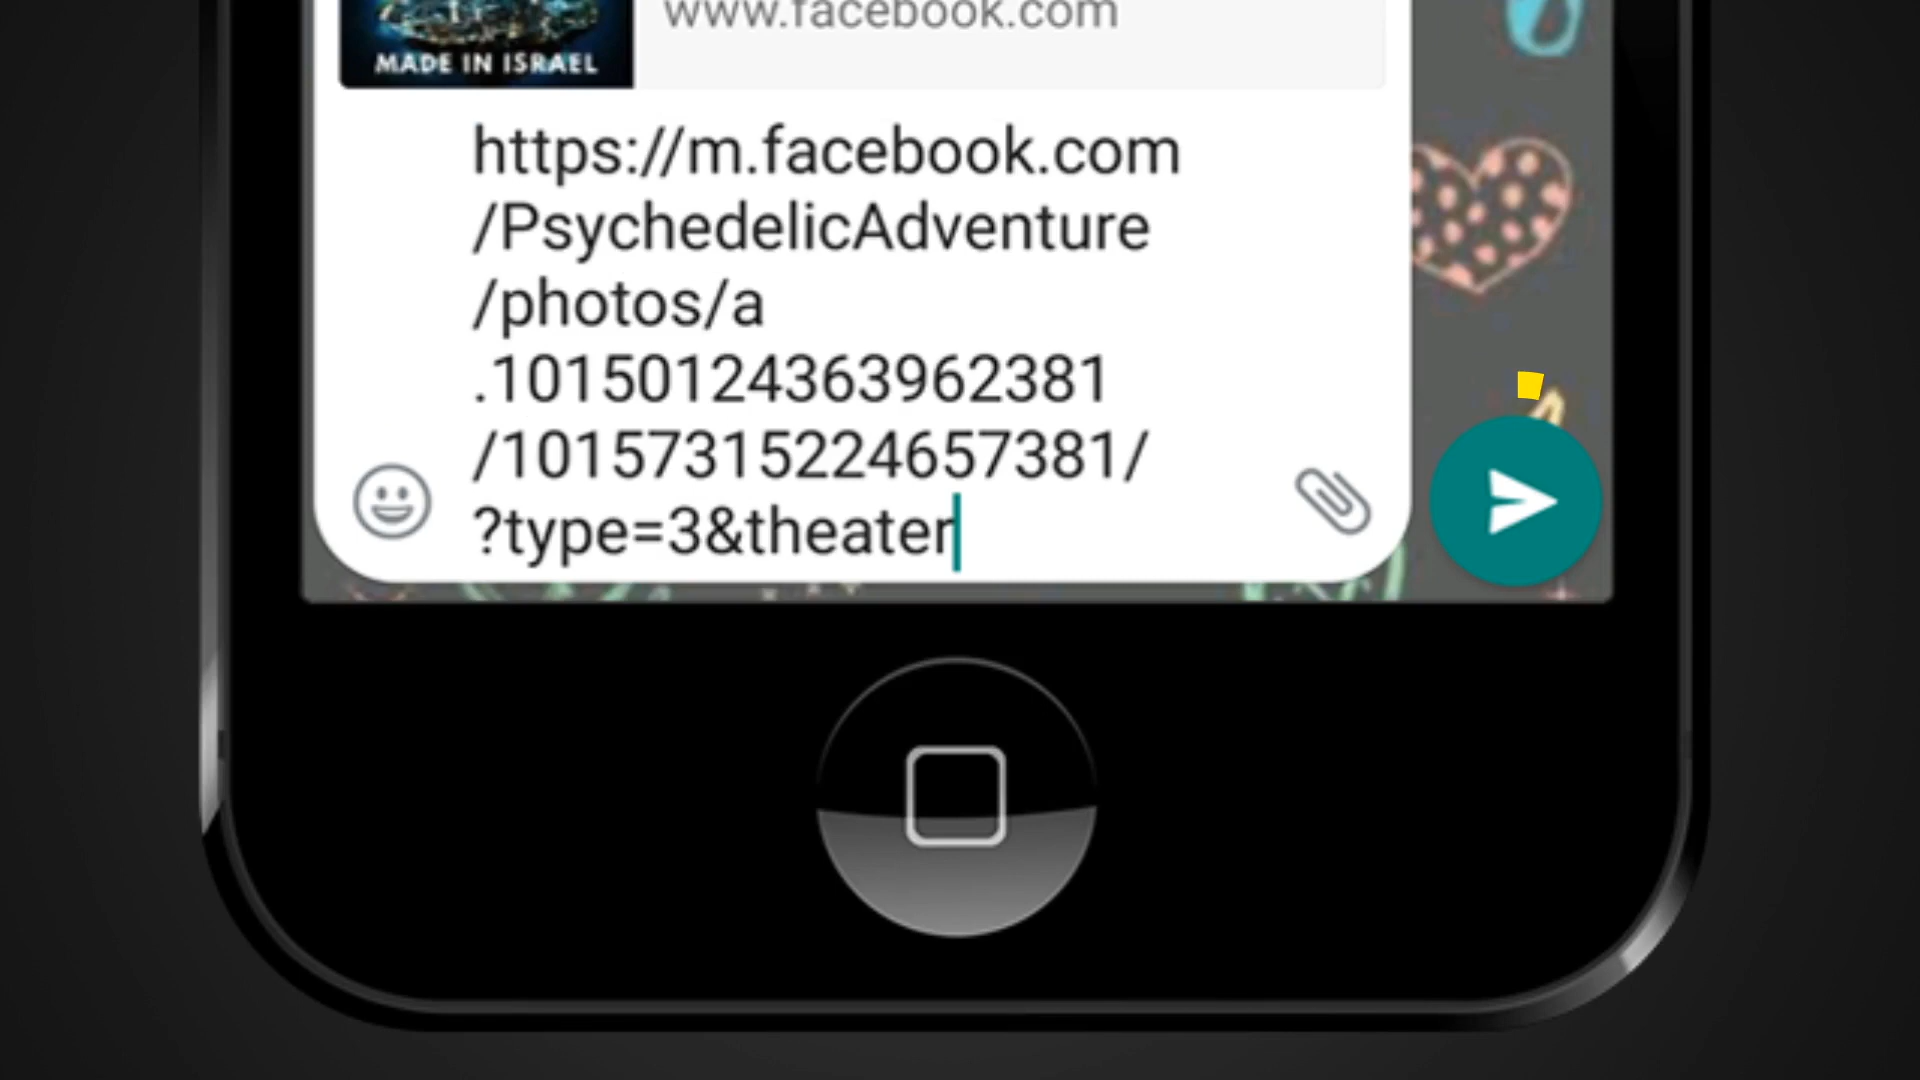 www.facebook.com
MADE IN ISRAEL
https://m.facebook.com
/PsychedelicAdventure
/photos/a
.10150124363962381
/10157315224657381/
?type=3&theater